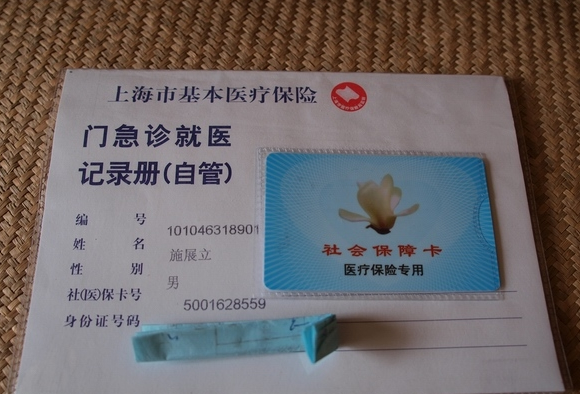 上海市基本医疗保险
门急诊就医
记录册(自管)
编 号 101046318901
姓 名 施展立
性 别 男
社(医)保卡号 5001628559
身份证号码
社会保障卡
医疗保险专用